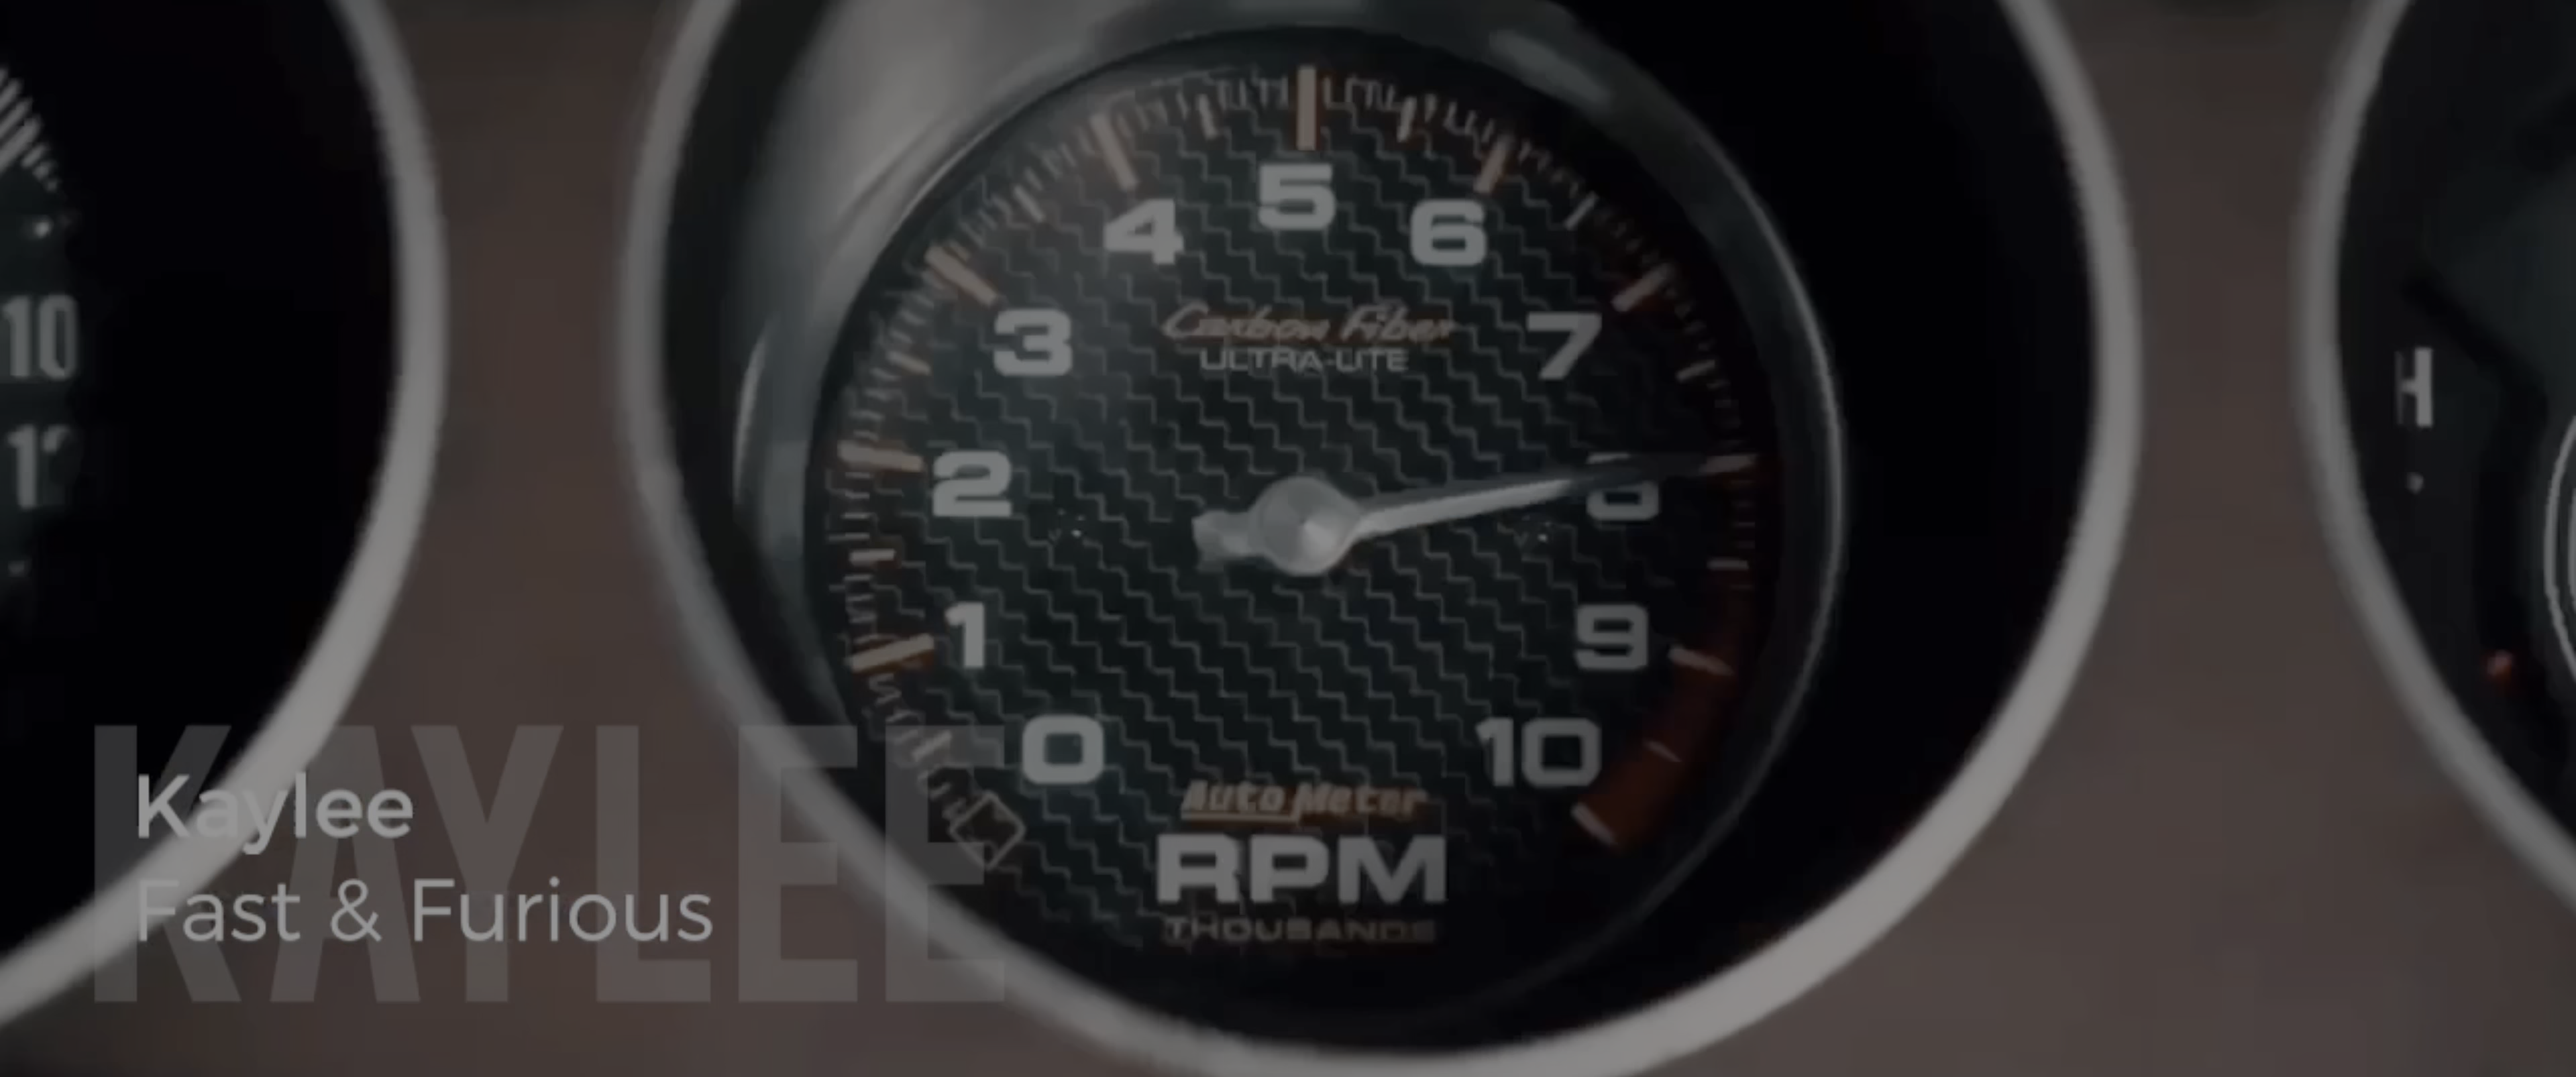 10
12
5
4
6
3
7
2
8
1
9
0
10
Carbon Fiber
ULTRA-LITE
H
Auto Meter
RPM
THOUSANDS
KAYLEE
Kaylee
Fast & Furious